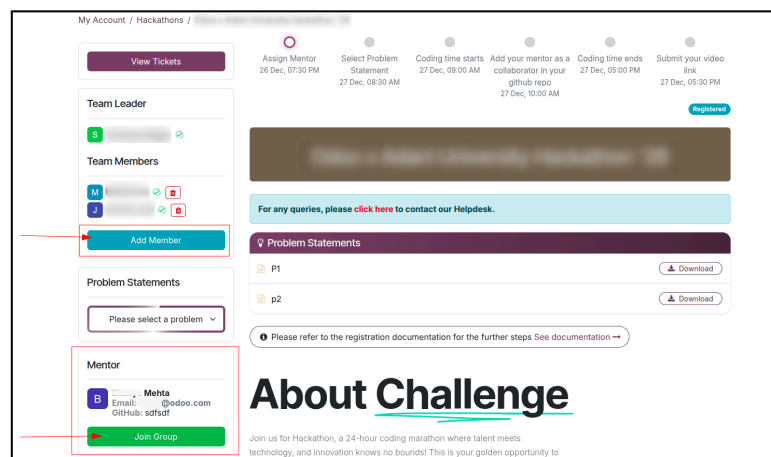 My Account / Hackathons /
View Tickets
Team Leader
S
Team Members
M
J
Add Member
Problem Statements
Please select a problem
Mentor
B
Mehta
Email: @odoo.com
GitHub: sdfsdf
Join Group
Assign Mentor
26 Dec, 07:30 PM
Select Problem
Statement
27 Dec, 08:30 AM
Coding time starts
27 Dec, 09:00 AM
Add your mentor as a
collaborator in your
github repo
27 Dec, 10:00 AM
Coding time ends
27 Dec, 05:00 PM
Submit your video
link
27 Dec, 05:30 PM
Registered
For any queries, please click here to contact our Helpdesk.
Problem Statements
P1
Download
p2
Download
Please refer to the registration documentation for the further steps See documentation →
About Challenge
Join us for Hackathon, a 24-hour coding marathon where talent meets
technology, and innovation knows no bounds! This is your golden opportunity to